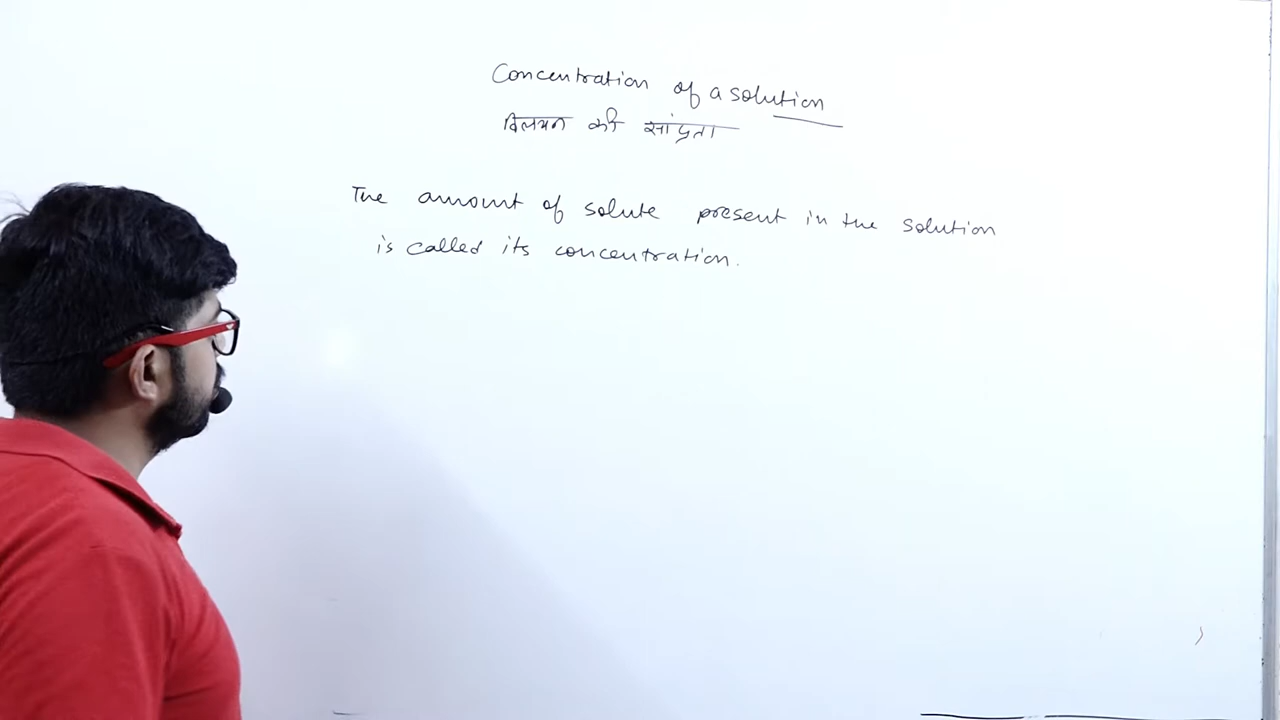 Concentration of a solution
विलयन की सांद्रता
The amount of solute present in the solution
is called its concentration.